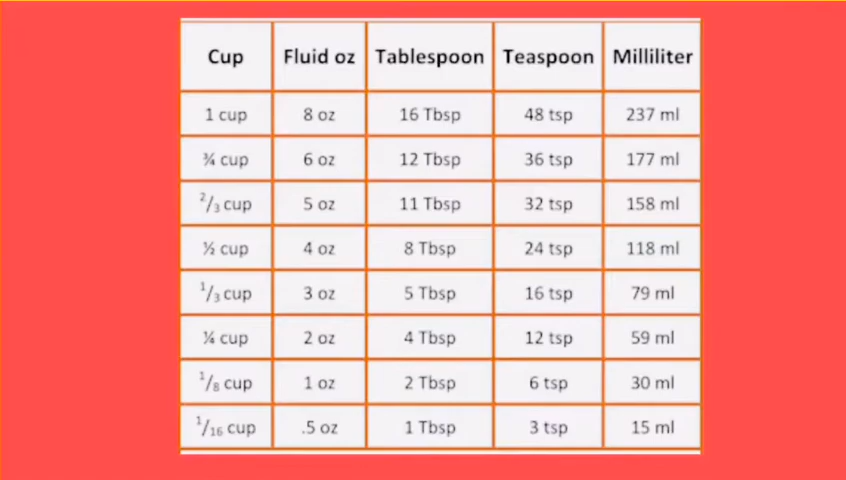 Cup Fluid oz Tablespoon Teaspoon Milliliter
1 cup 8 oz 16 Tbsp 48 tsp 237 ml
¾ cup 6 oz 12 Tbsp 36 tsp 177 ml
2/3 cup 5 oz 11 Tbsp 32 tsp 158 ml
½ cup 4 oz 8 Tbsp 24 tsp 118 ml
1/3 cup 3 oz 5 Tbsp 16 tsp 79 ml
¼ cup 2 oz 4 Tbsp 12 tsp 59 ml
1/8 cup 1 oz 2 Tbsp 6 tsp 30 ml
1/16 cup .5 oz 1 Tbsp 3 tsp 15 ml